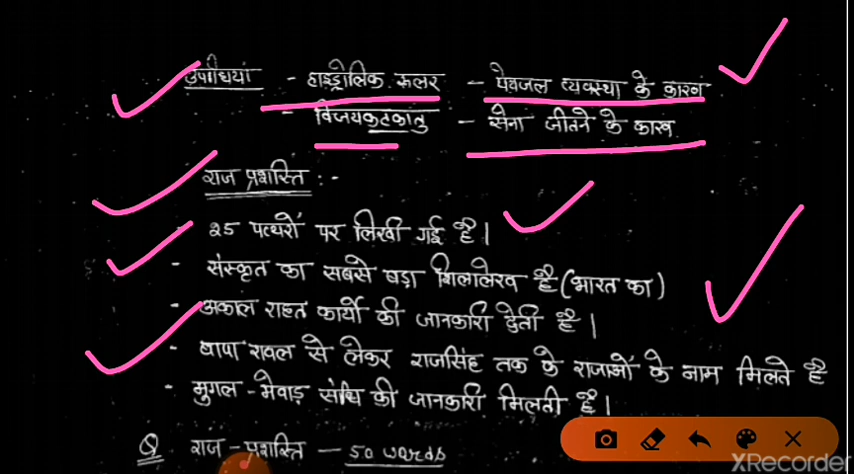 उपाधियां - हाइड्रोलिक रूलर - पेयजल व्यवस्था के कारण
- विजयकटकातु - सेना जीतने के कारण
राज प्रशस्ति :-
25 पत्थरों पर लिखी गई है।
- संस्कृत का सबसे बड़ा शिलालेख है (भारत का)
- अकाल राहत कार्यों की जानकारी देती है।
- बापा रावल से लेकर राजसिंह तक के राजाओं के नाम मिलते है
- मुगल - मेवाड़ संधि की जानकारी मिलती है।
Q राज - प्रशस्ति - 50 words
XRecorder